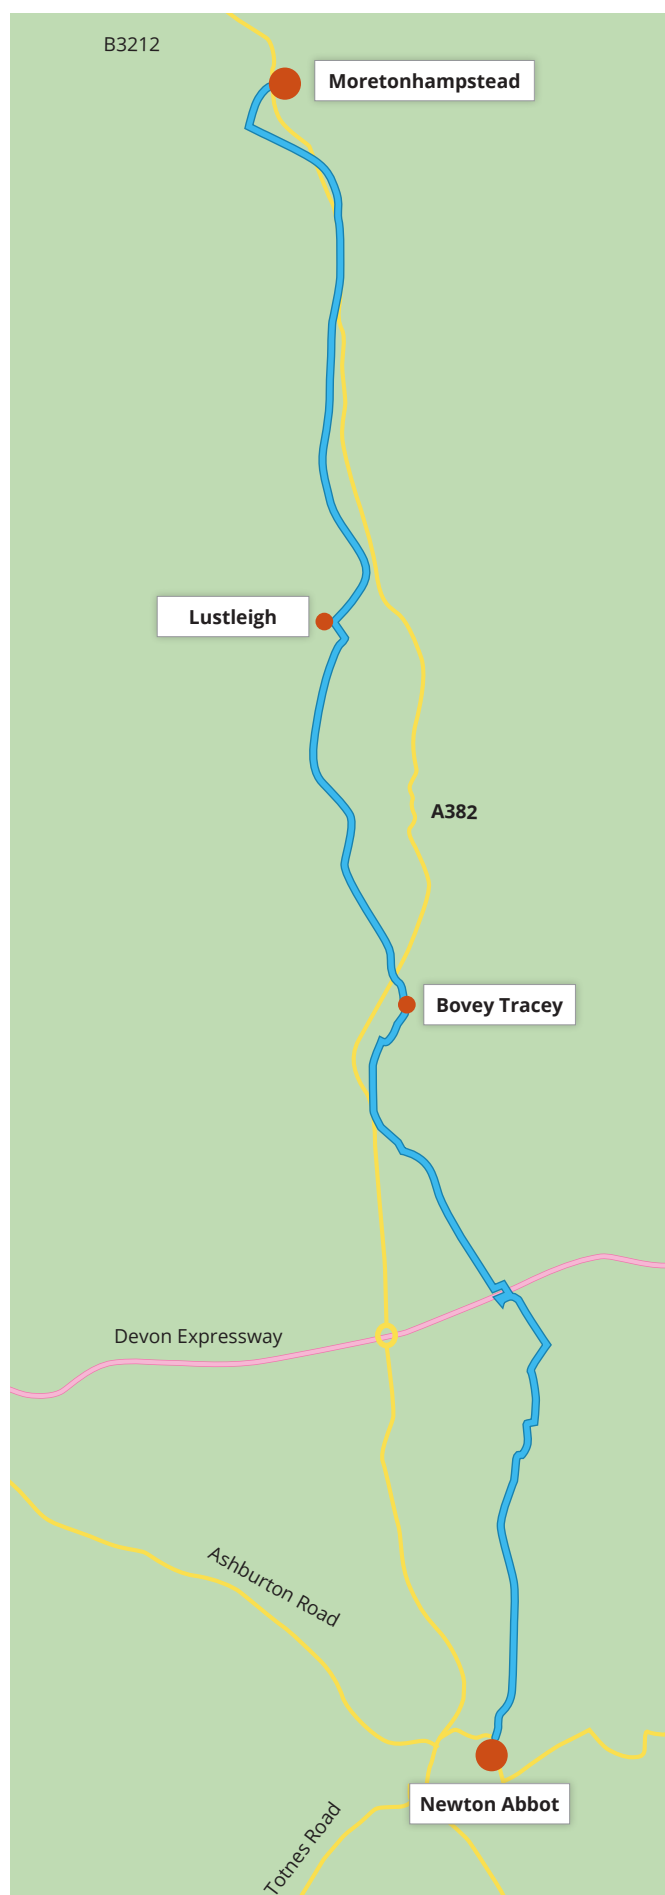 B3212
Moretonhampstead
Lustleigh
A382
Bovey Tracey
Devon Expressway
Ashburton Road
Newton Abbot
Totnes Road